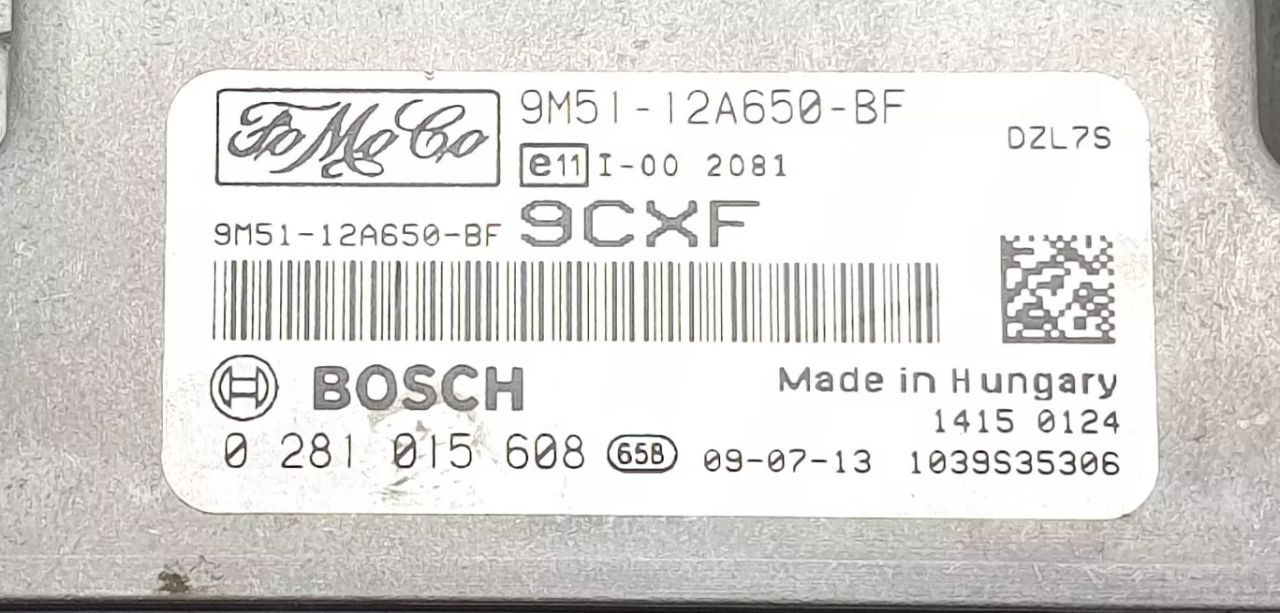 FoMoCo
9M51-12A650-BF
DZL7S
e11 I-00 2081
9M51-12A650-BF 9CXF
BOSCH
Made in Hungary
1415 0124
0 281 015 608 65B 09-07-13 1039S35306